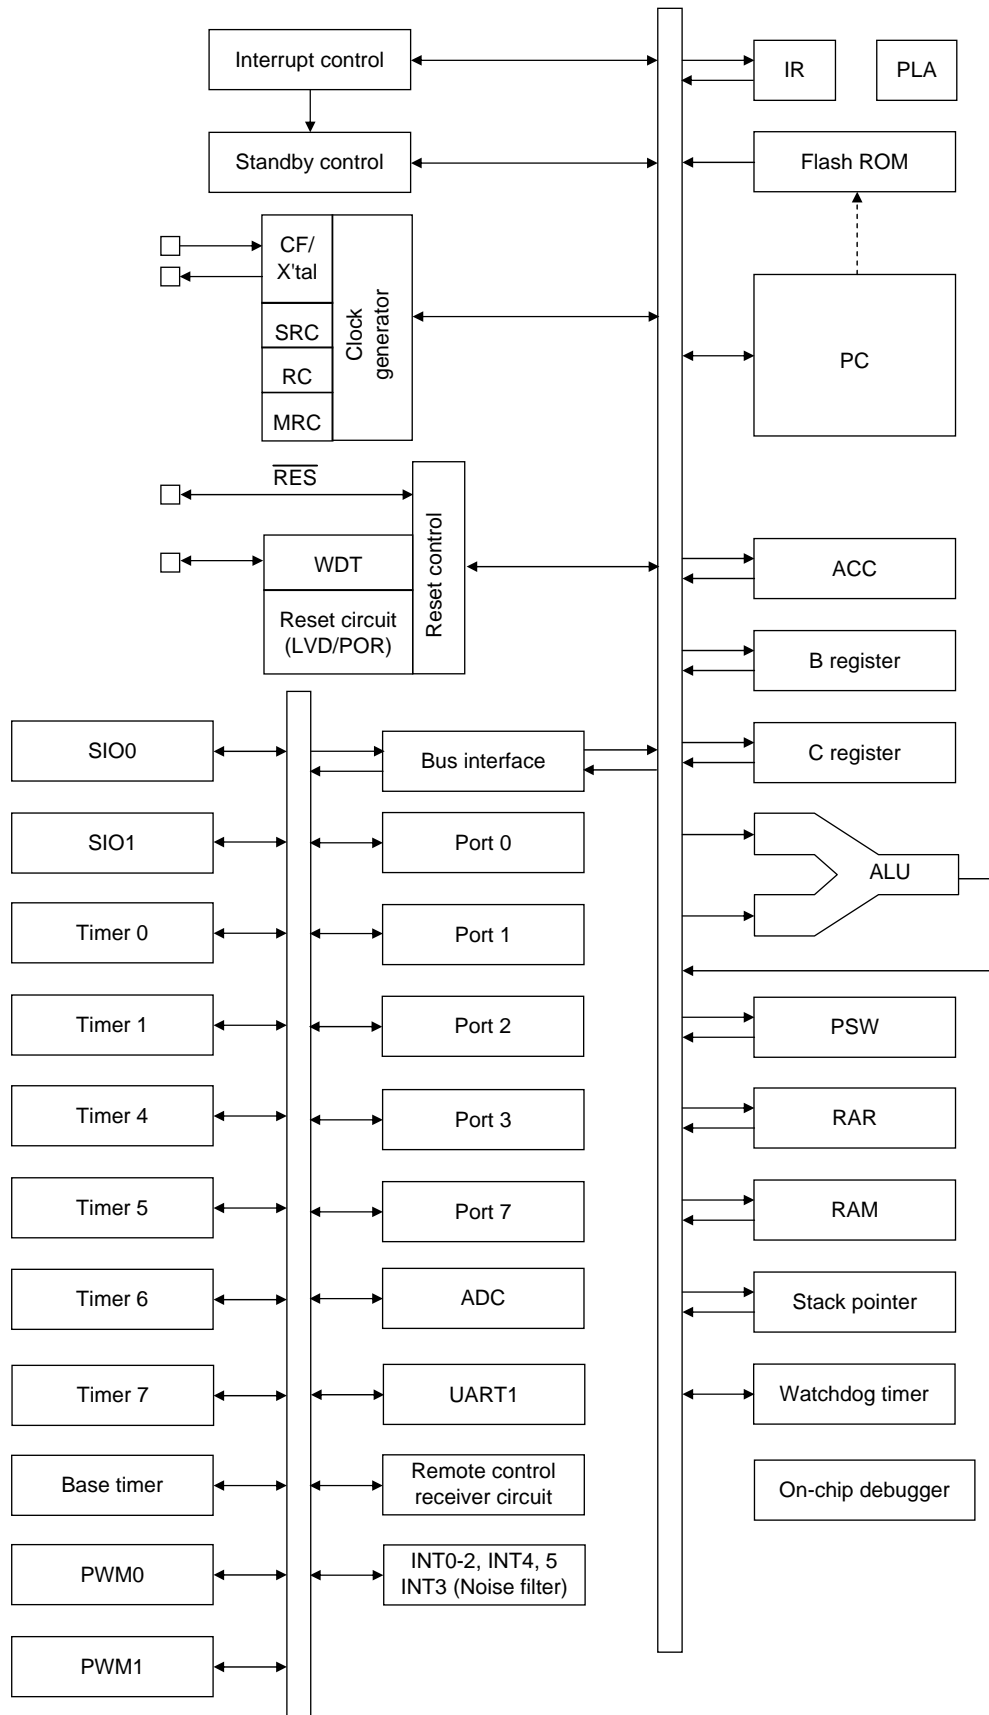 Interrupt control
IR
PLA
Standby control
Flash ROM
CF/
X'tal
SRC
RC
MRC
Clock
generator
PC
RES
WDT
Reset circuit
(LVD/POR)
Reset control
ACC
B register
SIO0
Bus interface
C register
SIO1
Port 0
ALU
Timer 0
Port 1
Timer 1
Port 2
PSW
Timer 4
Port 3
RAR
Timer 5
Port 7
RAM
Timer 6
ADC
Stack pointer
Timer 7
UART1
Watchdog timer
Base timer
Remote control
receiver circuit
On-chip debugger
PWM0
INT0-2, INT4, 5
INT3 (Noise filter)
PWM1